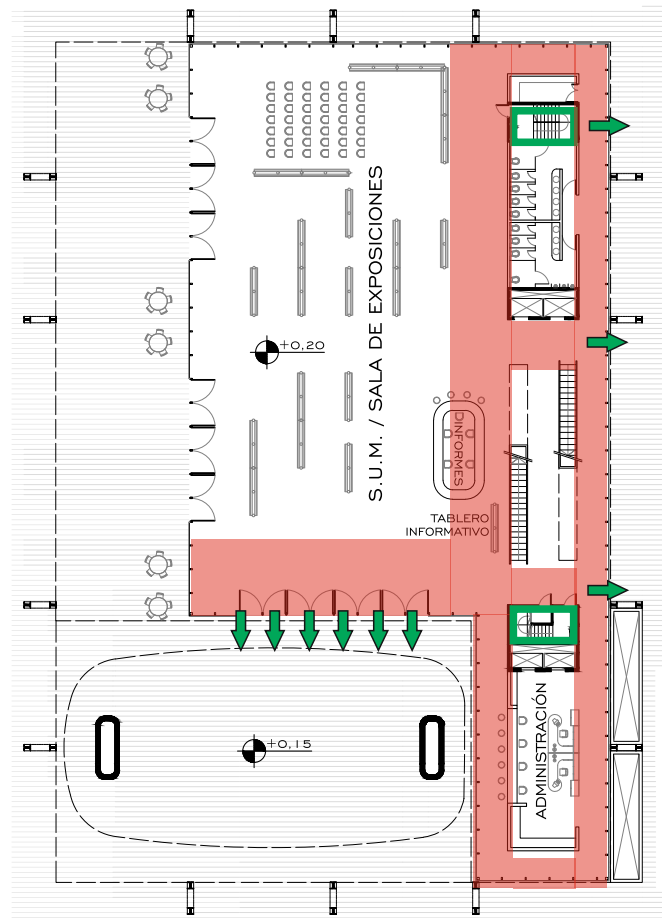 S.U.M. / SALA DE EXPOSICIONES
+0,20
INFORMES
TABLERO
INFORMATIVO
+0,15
ADMINISTRACIÓN